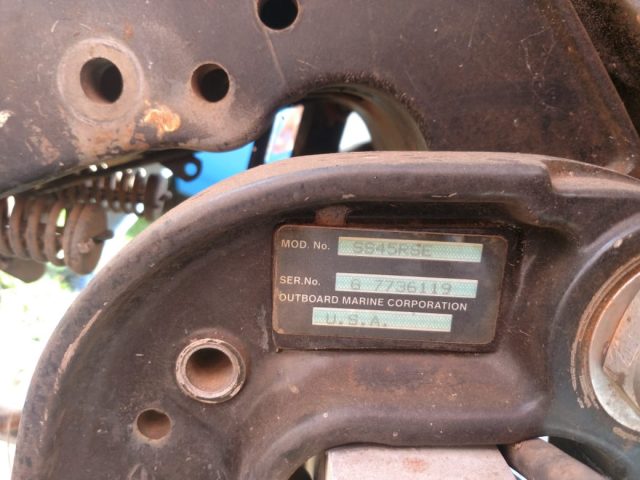 MOD. No. SS45RSE
SER.No. G 7736119
OUTBOARD MARINE CORPORATION
U.S.A.